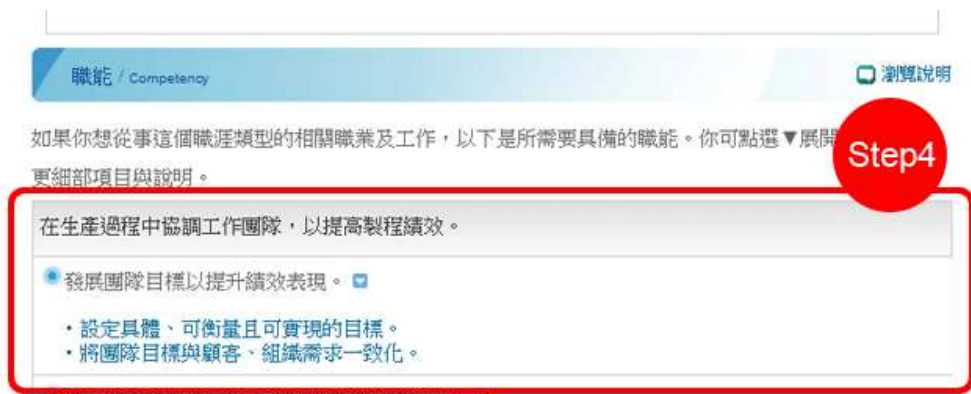 職能 / Competency
瀏覽說明
如果你想從事這個職涯類型的相關職業及工作，以下是所需要具備的職能。你可點選▼展開
Step4
更細部項目與說明。
在生產過程中協調工作團隊，以提高製程績效。
發展團隊目標以提升績效表現。
・設定具體、可衡量且可實現的目標。
・將團隊目標與顧客、組織需求一致化。